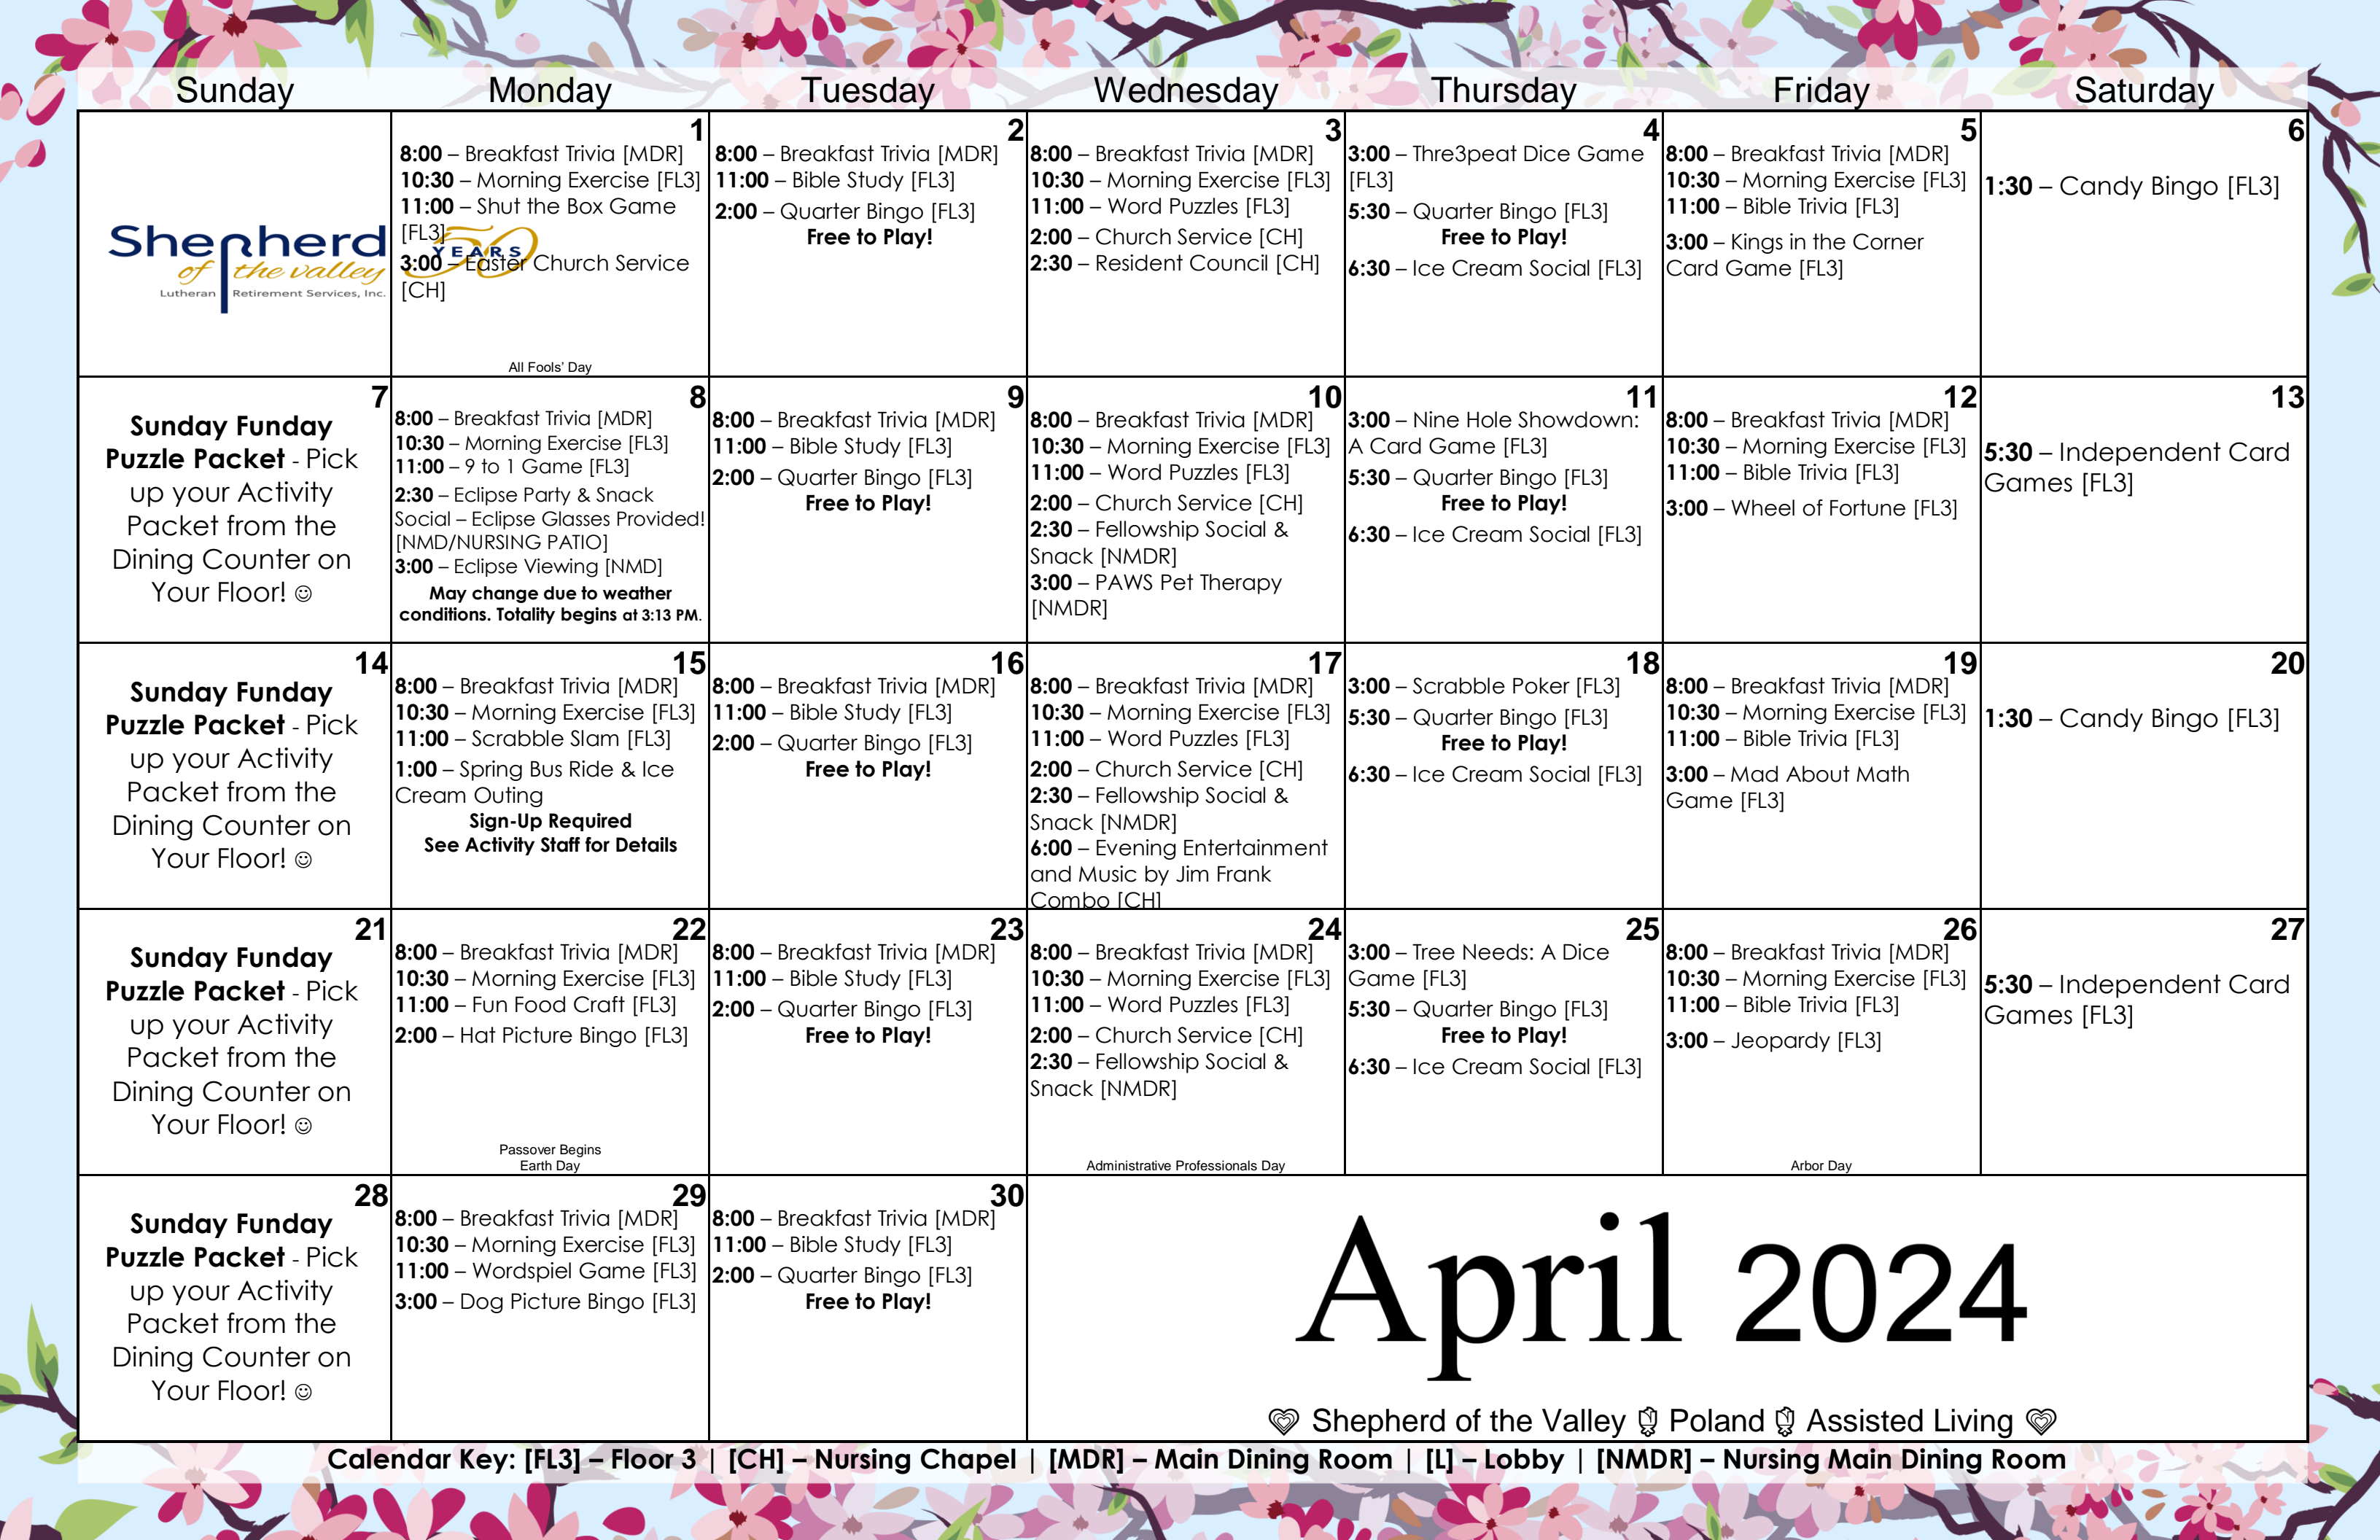 Sunday Monday Tuesday Wednesday Thursday Friday Saturday
Shepherd
of the valley
Lutheran Retirement Services, Inc.
50
YEARS
1
8:00 – Breakfast Trivia [MDR]
10:30 – Morning Exercise [FL3]
11:00 – Shut the Box Game
[FL3]
3:00 – Easter Church Service
[CH]
All Fools' Day
2
8:00 – Breakfast Trivia [MDR]
11:00 – Bible Study [FL3]
2:00 – Quarter Bingo [FL3]
Free to Play!
3
8:00 – Breakfast Trivia [MDR]
10:30 – Morning Exercise [FL3]
11:00 – Word Puzzles [FL3]
2:00 – Church Service [CH]
2:30 – Resident Council [CH]
4
3:00 – Thre3peat Dice Game
[FL3]
5:30 – Quarter Bingo [FL3]
Free to Play!
6:30 – Ice Cream Social [FL3]
5
8:00 – Breakfast Trivia [MDR]
10:30 – Morning Exercise [FL3]
11:00 – Bible Trivia [FL3]
3:00 – Kings in the Corner
Card Game [FL3]
6
1:30 – Candy Bingo [FL3]
7
Sunday Funday
Puzzle Packet - Pick
up your Activity
Packet from the
Dining Counter on
Your Floor! ☺
8
8:00 – Breakfast Trivia [MDR]
10:30 – Morning Exercise [FL3]
11:00 – 9 to 1 Game [FL3]
2:30 – Eclipse Party & Snack
Social – Eclipse Glasses Provided!
[NMD/NURSING PATIO]
3:00 – Eclipse Viewing [NMD]
May change due to weather
conditions. Totality begins at 3:13 PM.
9
8:00 – Breakfast Trivia [MDR]
11:00 – Bible Study [FL3]
2:00 – Quarter Bingo [FL3]
Free to Play!
10
8:00 – Breakfast Trivia [MDR]
10:30 – Morning Exercise [FL3]
11:00 – Word Puzzles [FL3]
2:00 – Church Service [CH]
2:30 – Fellowship Social &
Snack [NMDR]
3:00 – PAWS Pet Therapy
[NMDR]
11
3:00 – Nine Hole Showdown:
A Card Game [FL3]
5:30 – Quarter Bingo [FL3]
Free to Play!
6:30 – Ice Cream Social [FL3]
12
8:00 – Breakfast Trivia [MDR]
10:30 – Morning Exercise [FL3]
11:00 – Bible Trivia [FL3]
3:00 – Wheel of Fortune [FL3]
13
5:30 – Independent Card
Games [FL3]
14
Sunday Funday
Puzzle Packet - Pick
up your Activity
Packet from the
Dining Counter on
Your Floor! ☺
15
8:00 – Breakfast Trivia [MDR]
10:30 – Morning Exercise [FL3]
11:00 – Scrabble Slam [FL3]
1:00 – Spring Bus Ride & Ice
Cream Outing
Sign-Up Required
See Activity Staff for Details
16
8:00 – Breakfast Trivia [MDR]
11:00 – Bible Study [FL3]
2:00 – Quarter Bingo [FL3]
Free to Play!
17
8:00 – Breakfast Trivia [MDR]
10:30 – Morning Exercise [FL3]
11:00 – Word Puzzles [FL3]
2:00 – Church Service [CH]
2:30 – Fellowship Social &
Snack [NMDR]
6:00 – Evening Entertainment
and Music by Jim Frank
Combo [CH]
18
3:00 – Scrabble Poker [FL3]
5:30 – Quarter Bingo [FL3]
Free to Play!
6:30 – Ice Cream Social [FL3]
19
8:00 – Breakfast Trivia [MDR]
10:30 – Morning Exercise [FL3]
11:00 – Bible Trivia [FL3]
3:00 – Mad About Math
Game [FL3]
20
1:30 – Candy Bingo [FL3]
21
Sunday Funday
Puzzle Packet - Pick
up your Activity
Packet from the
Dining Counter on
Your Floor! ☺
22
8:00 – Breakfast Trivia [MDR]
10:30 – Morning Exercise [FL3]
11:00 – Fun Food Craft [FL3]
2:00 – Hat Picture Bingo [FL3]
Passover Begins
Earth Day
23
8:00 – Breakfast Trivia [MDR]
11:00 – Bible Study [FL3]
2:00 – Quarter Bingo [FL3]
Free to Play!
24
8:00 – Breakfast Trivia [MDR]
10:30 – Morning Exercise [FL3]
11:00 – Word Puzzles [FL3]
2:00 – Church Service [CH]
2:30 – Fellowship Social &
Snack [NMDR]
Administrative Professionals Day
25
3:00 – Tree Needs: A Dice
Game [FL3]
5:30 – Quarter Bingo [FL3]
Free to Play!
6:30 – Ice Cream Social [FL3]
26
8:00 – Breakfast Trivia [MDR]
10:30 – Morning Exercise [FL3]
11:00 – Bible Trivia [FL3]
3:00 – Jeopardy [FL3]
Arbor Day
27
5:30 – Independent Card
Games [FL3]
28
Sunday Funday
Puzzle Packet - Pick
up your Activity
Packet from the
Dining Counter on
Your Floor! ☺
29
8:00 – Breakfast Trivia [MDR]
10:30 – Morning Exercise [FL3]
11:00 – Wordspiel Game [FL3]
3:00 – Dog Picture Bingo [FL3]
30
8:00 – Breakfast Trivia [MDR]
11:00 – Bible Study [FL3]
2:00 – Quarter Bingo [FL3]
Free to Play!
April 2024
Shepherd of the Valley Poland Assisted Living
Calendar Key: [FL3] – Floor 3 | [CH] – Nursing Chapel | [MDR] – Main Dining Room | [L] – Lobby | [NMDR] – Nursing Main Dining Room